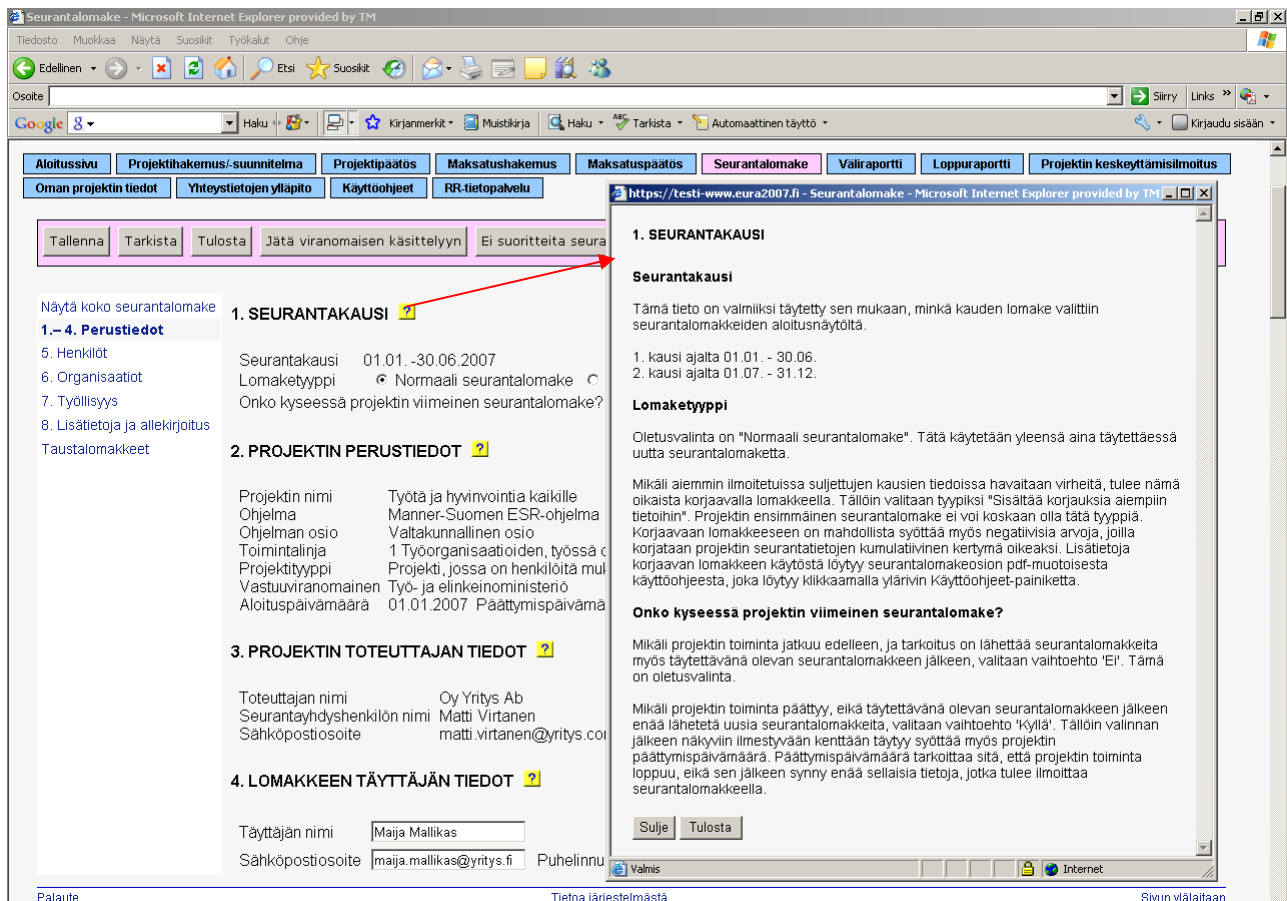 Seurantalomake - Microsoft Internet Explorer provided by TM
Tiedosto Muokkaa Näytä Suosikit Työkalut Ohje
Edellinen Etsi Suosikit
Osoite Siirry Links »
Google Haku Kirjanmerkit Muistikirja Haku Tarkista Automaattinen täyttö Kirjaudu sisään
Aloitussivu Projektihakemus/-suunnitelma Projektipäätös Maksatushakemus Maksatuspäätös Seurantalomake Väliraportti Loppuraportti Projektin keskeyttämisilmoitus
Oman projektin tiedot Yhteystietojen ylläpito Käyttöohjeet RR-tietopalvelu
Tallenna Tarkista Tulosta Jätä viranomaisen käsittelyyn Ei suoritteita seura
Näytä koko seurantalomake
1.– 4. Perustiedot
5. Henkilöt
6. Organisaatiot
7. Työllisyys
8. Lisätietoja ja allekirjoitus
Taustalomakkeet
1. SEURANTAKAUSI ?
Seurantakausi 01.01. -30.06.2007
Lomaketyyppi Normaali seurantalomake
Onko kyseessä projektin viimeinen seurantalomake?
2. PROJEKTIN PERUSTIEDOT ?
Projektin nimi Työtä ja hyvinvointia kaikille
Ohjelma Manner-Suomen ESR-ohjelma
Ohjelman osio Valtakunnallinen osio
Toimintalinja 1 Työorganisaatioiden, työssä o
Projektityyppi Projekti, jossa on henkilöitä muk
Vastuuviranomainen Työ- ja elinkeinoministeriö
Aloituspäivämäärä 01.01.2007 Päättymispäivämä
3. PROJEKTIN TOTEUTTAJAN TIEDOT ?
Toteuttajan nimi Oy Yritys Ab
Seurantayhdyshenkilön nimi Matti Virtanen
Sähköpostiosoite matti.virtanen@yritys.co
4. LOMAKKEEN TÄYTTÄJÄN TIEDOT ?
Täyttäjän nimi Maija Mallikas
Sähköpostiosoite maija.mallikas@yritys.fi Puhelinnu
Palaute Tietoa järjestelmästä Sivun ylälaitaan
https://testi-www.eura2007.fi - Seurantalomake - Microsoft Internet Explorer provided by TM
1. SEURANTAKAUSI
Seurantakausi
Tämä tieto on valmiiksi täytetty sen mukaan, minkä kauden lomake valittiin
seurantalomakkeiden aloitusnäytöltä.
1. kausi ajalta 01.01. - 30.06.
2. kausi ajalta 01.07. - 31.12.
Lomaketyyppi
Oletusvalinta on "Normaali seurantalomake". Tätä käytetään yleensä aina täytettäessä
uutta seurantalomaketta.
Mikäli aiemmin ilmoitetuissa suljettujen kausien tiedoissa havaitaan virheitä, tulee nämä
oikaista korjaavalla lomakkeella. Tällöin valitaan tyypiksi "Sisältää korjauksia aiempiin
tietoihin". Projektin ensimmäinen seurantalomake ei voi koskaan olla tätä tyyppiä.
Korjaavaan lomakkeeseen on mahdollista syöttää myös negatiivisia arvoja, joilla
korjataan projektin seurantatietojen kumulatiivinen kertymä oikeaksi. Lisätietoja
korjaavan lomakkeen käytöstä löytyy seurantalomakeosion pdf-muotoisesta
käyttöohjeesta, joka löytyy klikkaamalla ylärivin Käyttöohjeet-painiketta.
Onko kyseessä projektin viimeinen seurantalomake?
Mikäli projektin toiminta jatkuu edelleen, ja tarkoitus on lähettää seurantalomakkeita
myös täytettävänä olevan seurantalomakkeen jälkeen, valitaan vaihtoehto 'Ei'. Tämä
on oletusvalinta.
Mikäli projektin toiminta päättyy, eikä täytettävänä olevan seurantalomakkeen jälkeen
enää lähetetä uusia seurantalomakkeita, valitaan vaihtoehto 'Kyllä'. Tällöin valinnan
jälkeen näkyviin ilmestyvään kenttään täytyy syöttää myös projektin
päättymispäivämäärä. Päättymispäivämäärä tarkoittaa sitä, että projektin toiminta
loppuu, eikä sen jälkeen synny enää sellaisia tietoja, jotka tulee ilmoittaa
seurantalomakkeella.
Sulje Tulosta
Valmis Internet